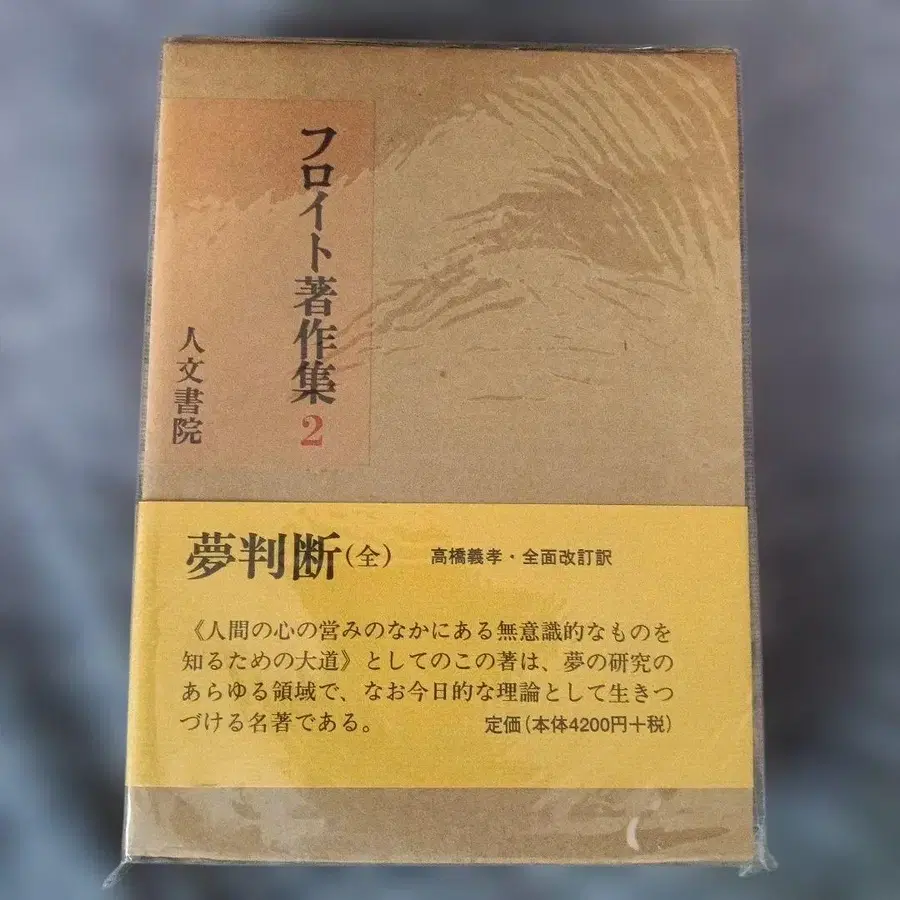 フロイト著作集 2
人文書院
夢判断(全) 高橋義孝・全面改訂訳
《人間の心の営みのなかにある無意識的なものを
知るための大道》としてのこの著は、夢の研究の
あらゆる領域で、なお今日的な理論として生きつ
づける名著である。 定価(本体4200円+税)